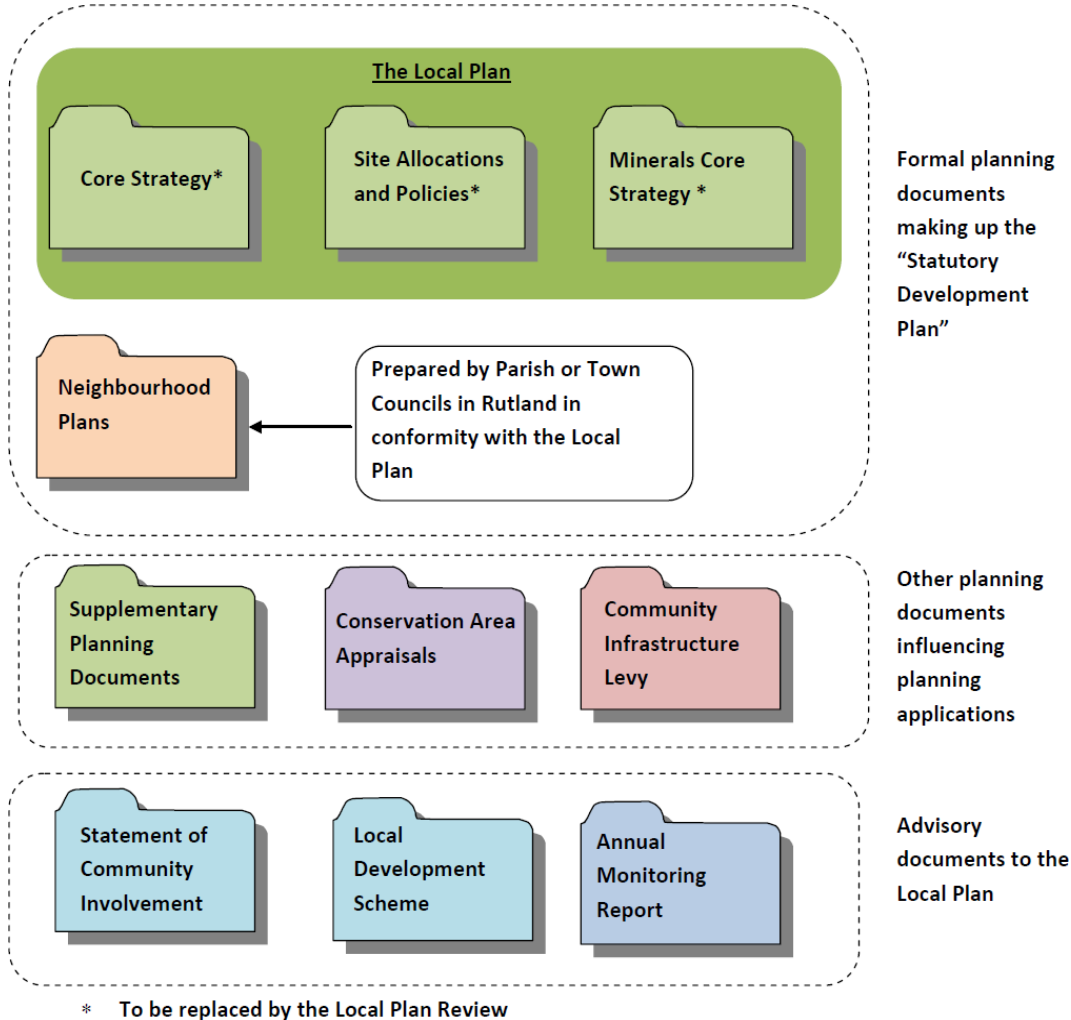 The Local Plan
Core Strategy*
Site Allocations
and Policies*
Minerals Core
Strategy *
Formal planning
documents
making up the
“Statutory
Development
Plan”
Neighbourhood
Plans
Prepared by Parish or Town
Councils in Rutland in
conformity with the Local
Plan
Supplementary
Planning
Documents
Conservation Area
Appraisals
Community
Infrastructure
Levy
Other planning
documents
influencing
planning
applications
Statement of
Community
Involvement
Local
Development
Scheme
Annual
Monitoring
Report
Advisory
documents to the
Local Plan
* To be replaced by the Local Plan Review